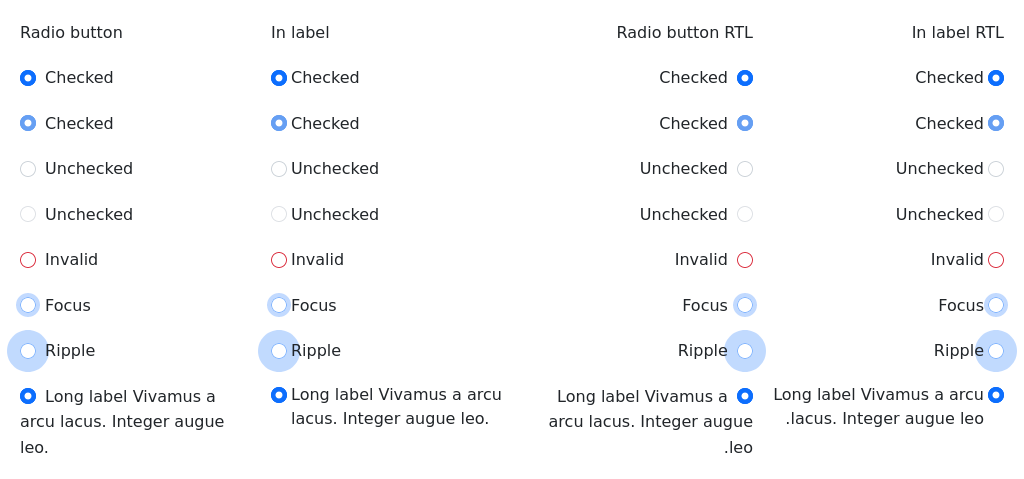 Radio button
Checked
Checked
Unchecked
Unchecked
Invalid
Focus
Ripple
Long label Vivamus a
arcu lacus. Integer augue
leo.
In label
Checked
Checked
Unchecked
Unchecked
Invalid
Focus
Ripple
Long label Vivamus a arcu
lacus. Integer augue leo.
Radio button RTL
Checked
Checked
Unchecked
Unchecked
Invalid
Focus
Ripple
Long label Vivamus a
arcu lacus. Integer augue
.leo
In label RTL
Checked
Checked
Unchecked
Unchecked
Invalid
Focus
Ripple
Long label Vivamus a arcu
.lacus. Integer augue leo